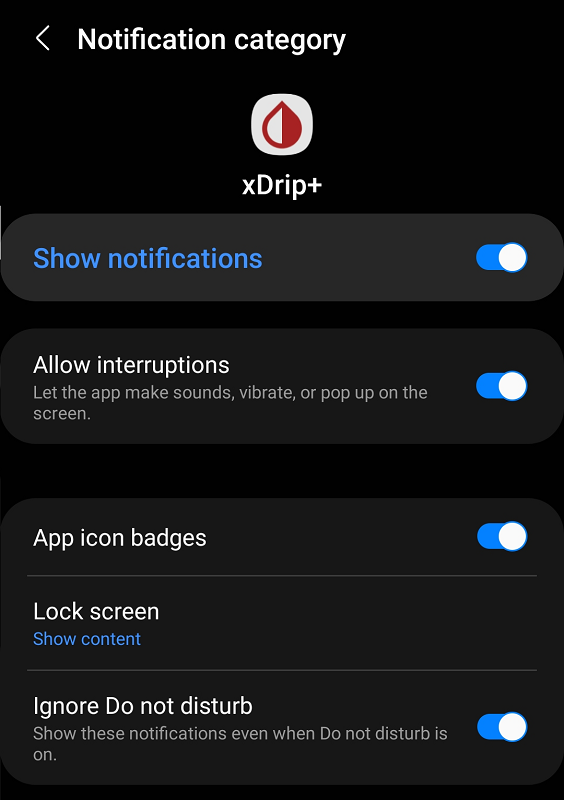 Notification category
xDrip+
Show notifications
Allow interruptions
Let the app make sounds, vibrate, or pop up on the
screen.
App icon badges
Lock screen
Show content
Ignore Do not disturb
Show these notifications even when Do not disturb is
on.